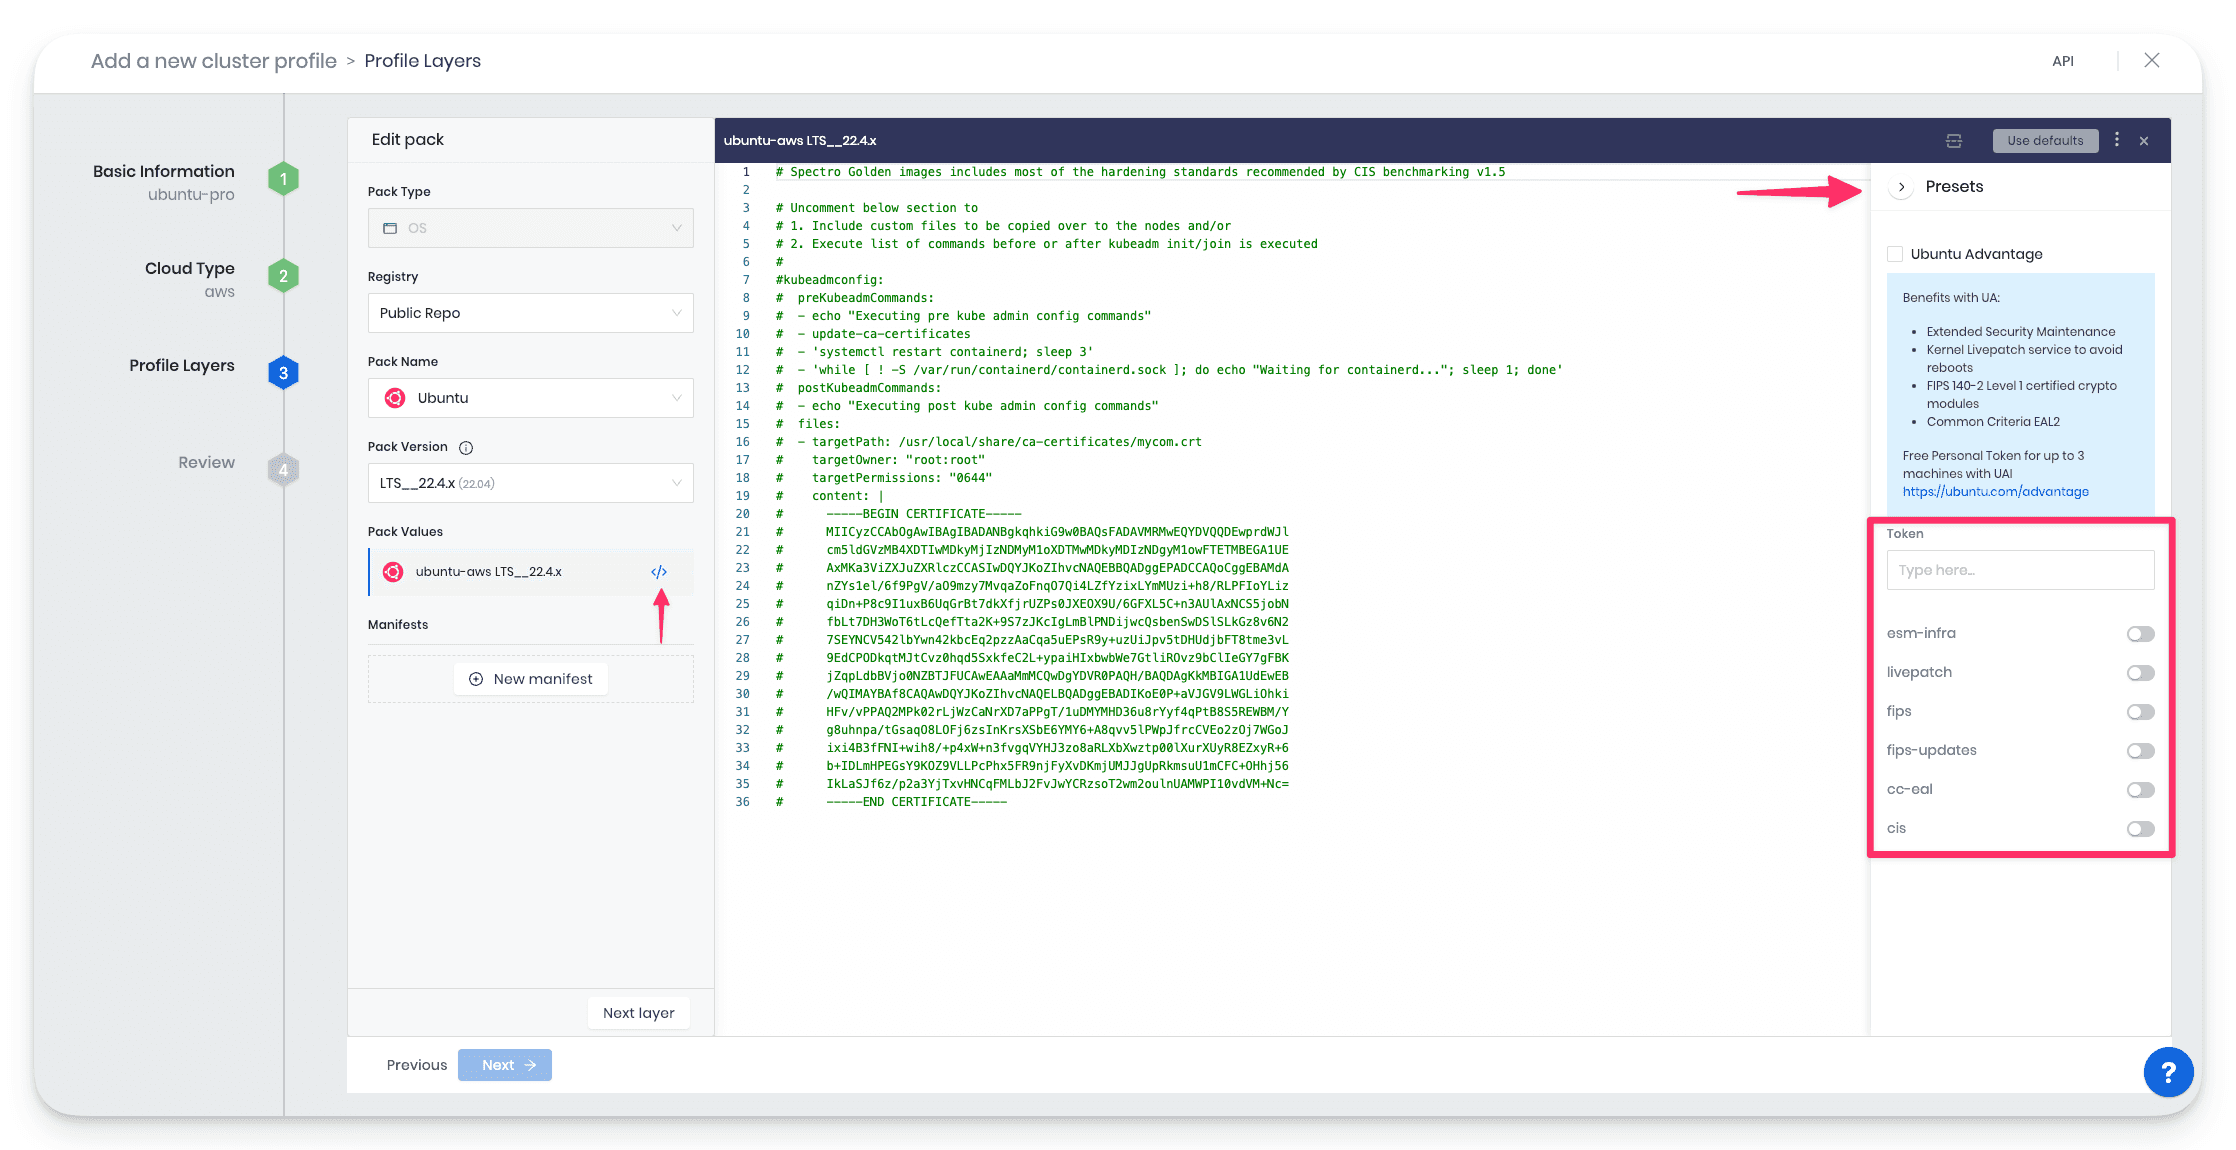 Add a new cluster profile > Profile Layers
API
Basic Information
ubuntu-pro
1
Cloud Type
aws
2
Profile Layers
3
Review
4
Edit pack
Pack Type
OS
Registry
Public Repo
Pack Name
Ubuntu
Pack Version
LTS__22.4.x (22.04)
Pack Values
ubuntu-aws LTS__22.4.x
</>
Manifests
New manifest
Next layer
Previous
Next
ubuntu-aws LTS__22.4.x
Use defaults
1 # Spectro Golden images includes most of the hardening standards recommended by CIS benchmarking v1.5
2
3 # Uncomment below section to
4 # 1. Include custom files to be copied over to the nodes and/or
5 # 2. Execute list of commands before or after kubeadm init/join is executed
6 #
7 #kubeadmconfig:
8 #  preKubeadmCommands:
9 #  - echo "Executing pre kube admin config commands"
10 #  - update-ca-certificates
11 #  - 'systemctl restart containerd; sleep 3'
12 #  - 'while [ ! -S /var/run/containerd/containerd.sock ]; do echo "Waiting for containerd..."; sleep 1; done'
13 #  postKubeadmCommands:
14 #  - echo "Executing post kube admin config commands"
15 #  files:
16 #  - targetPath: /usr/local/share/ca-certificates/mycom.crt
17 #    targetOwner: "root:root"
18 #    targetPermissions: "0644"
19 #    content: |
20 #      -----BEGIN CERTIFICATE-----
21 #      MIICyzCCAbOgAwIBAgIBADANBgkqhkiG9w0BAQsFADAVMRMwEQYDVQQDEwprdWJl
22 #      cm5ldGVzMB4XDTIwMDkyMjIzNDMyM1oXDTMwMDkyMDIzNDgyM1owFTETMBEGA1UE
23 #      AxMKa3ViZXJuZXRlczCCASIwDQYJKoZIhvcNAQEBBQADggEPADCCAQoCggEBAMdA
24 #      nZYs1el/6f9PgV/aO9mzy7MvqaZoFnqO7Qi4LZfYzixLYmMUzi+h8/RLPFIoYLiz
25 #      qiDn+P8c9I1uxB6UqGrBt7dkXfjrUZPs0JXEOX9U/6GFXL5C+n3AUlAxNCS5jobN
26 #      fbLt7DH3WoT6tLcQefTta2K+9S7zJKcIgLmBlPNDijwcQsbenSwDSlSLkGz8v6N2
27 #      7SEYNCV542lbYwn42kbcEq2pzzAaCqa5uEPsR9y+uzUiJpv5tDHUdjbFT8tme3vL
28 #      9EdCPODkqtMJtCvz0hqd5SxkfeC2L+ypaiHIxbwbWe7GtliROvz9bClIeGY7gFBK
29 #      jZqpLdbBVjo0NZBTJFUCAwEAAaMmMCQwDgYDVR0PAQH/BAQDAgKkMBIGA1UdEwEB
30 #      /wQIMAYBAf8CAQAwDQYJKoZIhvcNAQELBQADggEBADIKoE0P+aVJGV9LWGLiOhki
31 #      HFv/vPPAQ2MPk02rLjWzCaNrXD7aPPgT/1uDMYMHD36u8rYyf4qPtB8S5REWBM/Y
32 #      g8uhnpa/tGsaqO8LOFj6zsInKrsXSbE6YMY6+A8qvv5lPWpJfrcCVEo2zOj7WGoJ
33 #      ixi4B3fFNI+wih8/+p4xW+n3fvgqVYHJ3zo8aRLXbXwztp00lXurXUyR8EZxyR+6
34 #      b+IDLmHPEGsY9KOZ9VLLPcPhx5FR9njFyXvDKmjUMJJgUpRkmsuU1mCFC+OHhj56
35 #      IkLaSJf6z/p2a3YjTxvHNCqFMLbJ2FvJwYCRzsoT2wm2oulnUAMWPI10vdVM+Nc=
36 #      -----END CERTIFICATE-----
Presets
Ubuntu Advantage
Benefits with UA:
• Extended Security Maintenance
• Kernel Livepatch service to avoid
reboots
• FIPS 140-2 Level 1 certified crypto
modules
• Common Criteria EAL2
Free Personal Token for up to 3
machines with UA!
https://ubuntu.com/advantage
Token
Type here...
esm-infra
livepatch
fips
fips-updates
cc-eal
cis
?